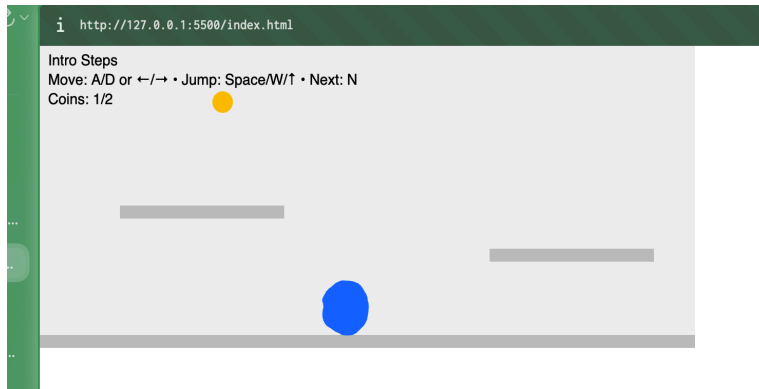 i http://127.0.0.1:5500/index.html
Intro Steps
Move: A/D or ←/→ • Jump: Space/W/↑ • Next: N
Coins: 1/2